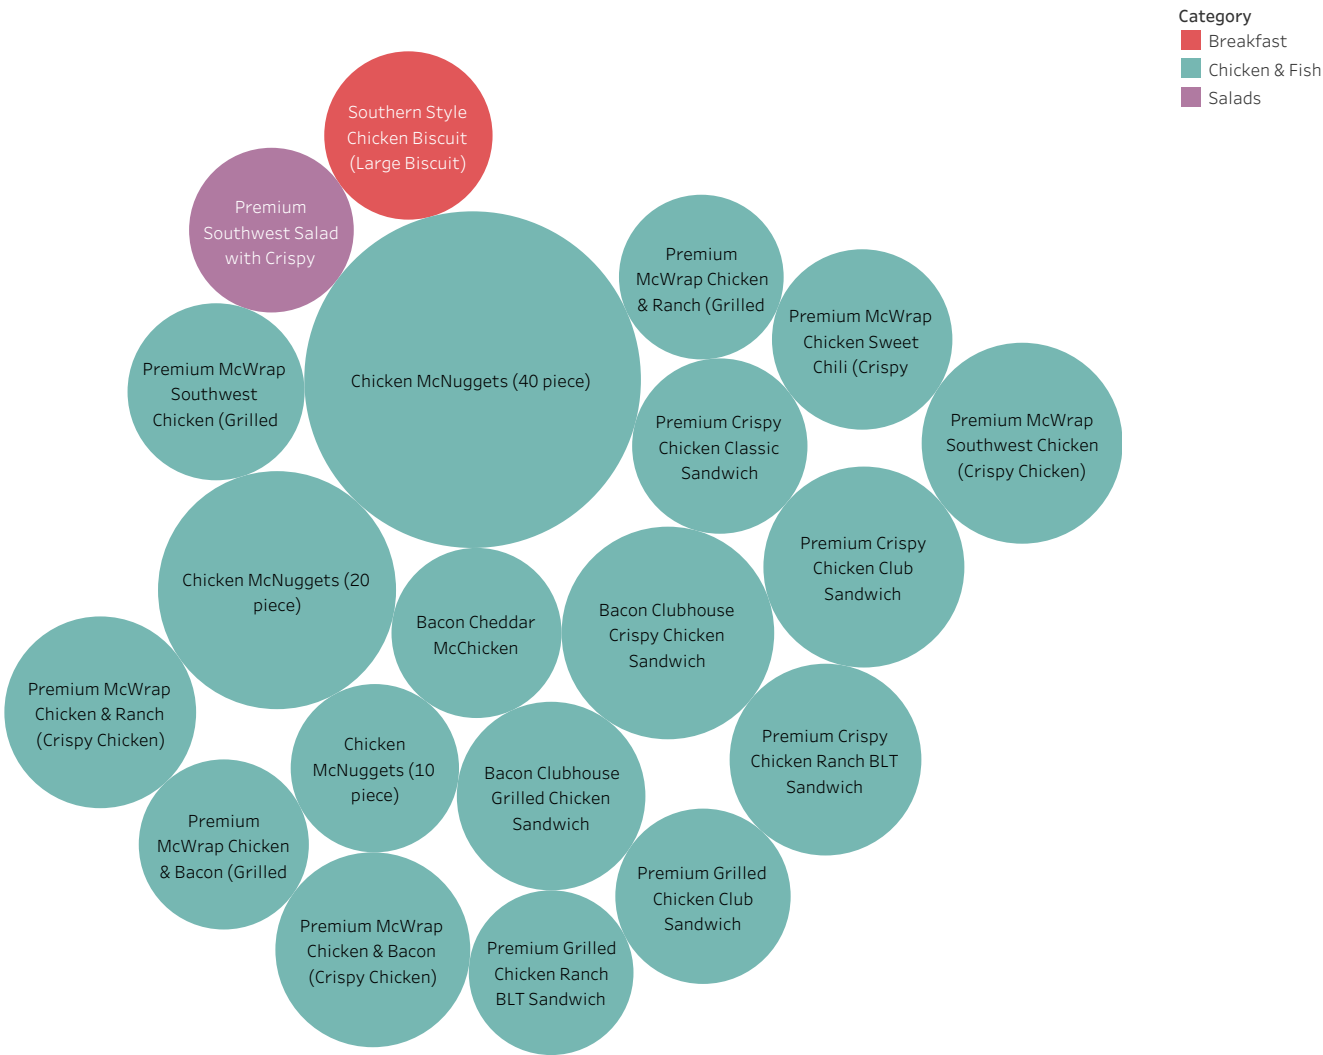 Category
Breakfast
Chicken & Fish
Salads
Southern Style
Chicken Biscuit
(Large Biscuit)
Premium
Southwest Salad
with Crispy
Premium
McWrap Chicken
& Ranch (Grilled
Premium McWrap
Chicken Sweet
Chili (Crispy
Premium McWrap
Southwest
Chicken (Grilled
Chicken McNuggets (40 piece)
Premium Crispy
Chicken Classic
Sandwich
Premium McWrap
Southwest Chicken
(Crispy Chicken)
Premium Crispy
Chicken Club
Sandwich
Chicken McNuggets (20
piece)
Bacon Cheddar
McChicken
Bacon Clubhouse
Crispy Chicken
Sandwich
Premium McWrap
Chicken & Ranch
(Crispy Chicken)
Chicken
McNuggets (10
piece)
Bacon Clubhouse
Grilled Chicken
Sandwich
Premium Crispy
Chicken Ranch BLT
Sandwich
Premium
McWrap Chicken
& Bacon (Grilled
Premium Grilled
Chicken Club
Sandwich
Premium McWrap
Chicken & Bacon
(Crispy Chicken)
Premium Grilled
Chicken Ranch
BLT Sandwich